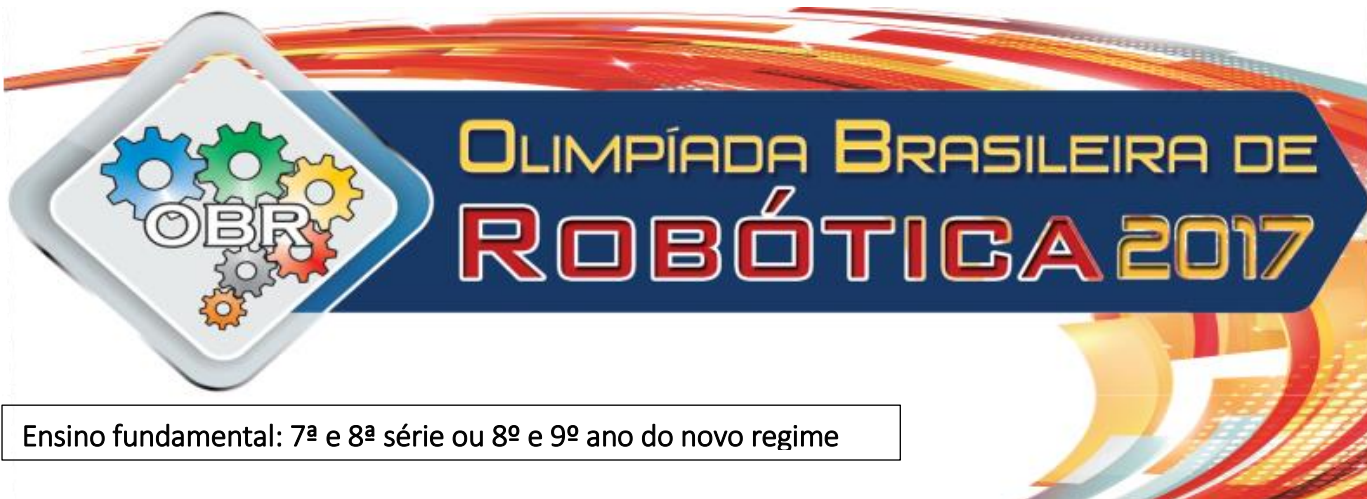 OBR
OLIMPÍADA BRASILEIRA DE
ROBÓTICA 2017
Ensino fundamental: 7ª e 8ª série ou 8º e 9º ano do novo regime